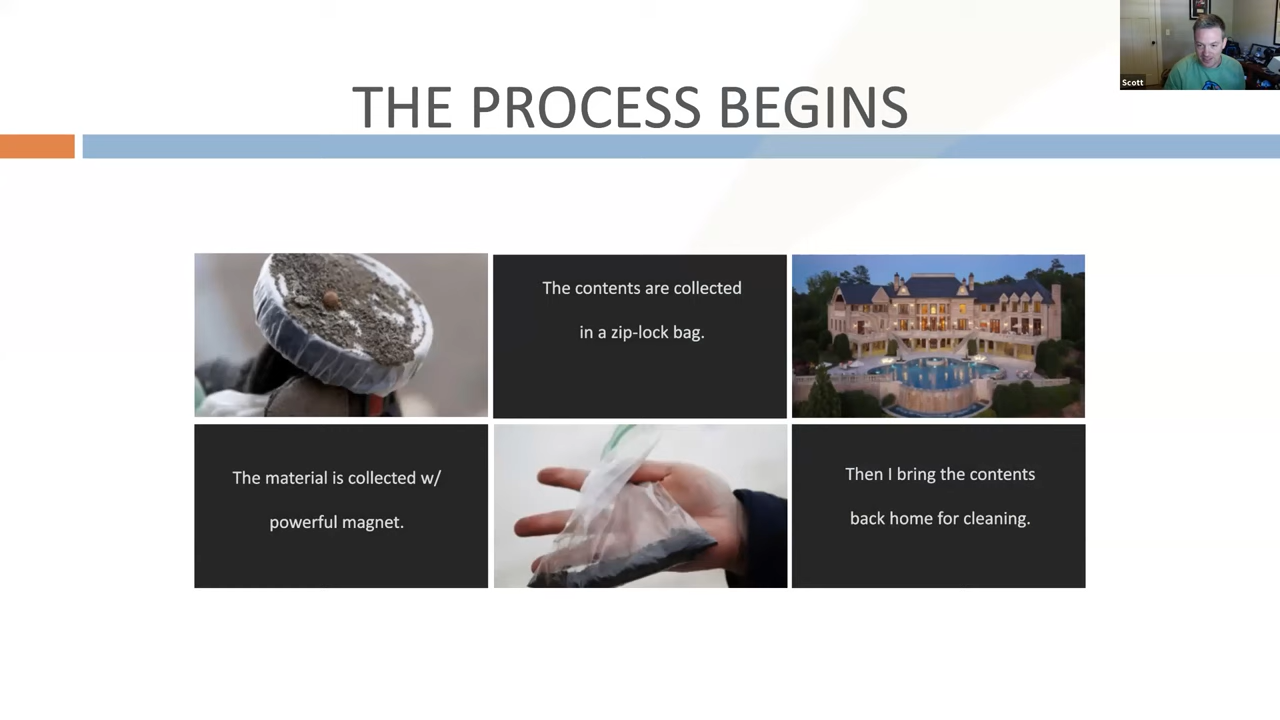 Scott
THE PROCESS BEGINS
The contents are collected
in a zip-lock bag.
The material is collected w/
powerful magnet.
Then I bring the contents
back home for cleaning.